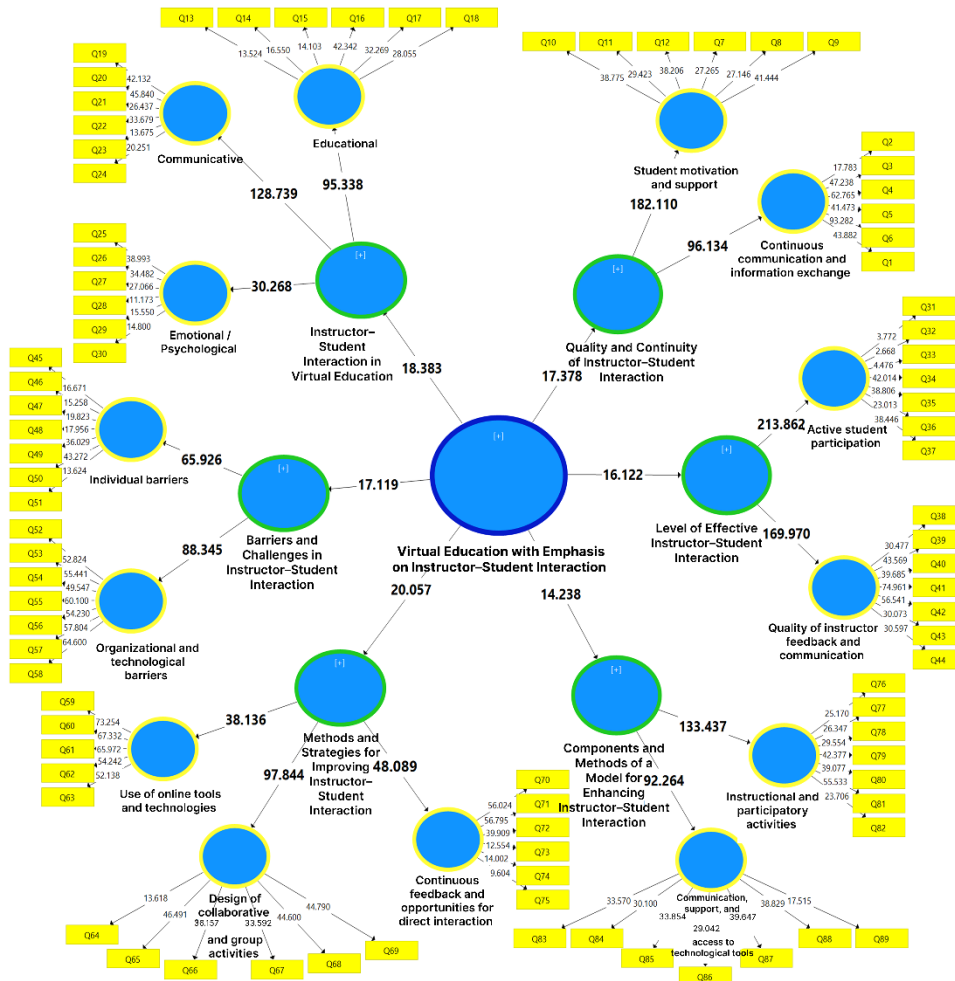 Q13
Q14
Q15
Q16
Q17
Q18
13.524
16.550
14.103
42.342
32.269
28.055
Educational
95.338
Q19
Q20
Q21
Q22
Q23
Q24
42.132
45.840
26.437
33.679
13.675
20.251
Communicative
128.739
Q10
Q11
Q12
Q7
Q8
Q9
38.775
29.423
38.206
27.265
27.146
41.444
Student motivation
and support
182.110
Q2
Q3
Q4
Q5
Q6
Q1
17.783
47.238
62.765
41.473
93.282
43.882
Continuous
communication and
information exchange
96.134
Q25
Q26
Q27
Q28
Q29
Q30
38.993
34.482
27.066
11.173
15.550
14.800
Emotional /
Psychological
30.268
[+]
Instructor–
Student
Interaction in
Virtual Education
18.383
[+]
Quality and Continuity
of Instructor–Student
Interaction
17.378
Q31
Q32
Q33
Q34
Q35
Q36
Q37
3.772
2.668
4.476
42.014
38.806
23.013
38.446
Active student
participation
213.862
Q45
Q46
Q47
Q48
Q49
Q50
Q51
16.671
15.258
19.823
17.956
36.029
43.272
13.624
Individual barriers
65.926
[+]
Barriers and
Challenges in
Instructor–Student
Interaction
17.119
[+]
Virtual Education with Emphasis
on Instructor–Student Interaction
16.122
[+]
Level of Effective
Instructor–Student
Interaction
169.970
Q38
Q39
Q40
Q41
Q42
Q43
Q44
30.477
43.569
39.685
74.961
56.541
30.073
30.597
Quality of instructor
feedback and
communication
88.345
Q52
Q53
Q54
Q55
Q56
Q57
Q58
52.824
55.441
49.547
60.100
54.230
57.804
64.600
Organizational and
technological
barriers
20.057
14.238
Q59
Q60
Q61
Q62
Q63
73.254
67.332
65.972
54.242
52.138
Use of online tools
and technologies
38.136
[+]
Methods and
Strategies for
Improving
Instructor–
Student
Interaction
97.844
48.089
[+]
Components and
Methods of a
Model for
Enhancing
Instructor–Student
Interaction
133.437
92.264
Q76
Q77
Q78
Q79
Q80
Q81
Q82
25.170
26.347
29.554
42.377
39.077
55.533
23.706
Instructional and
participatory
activities
Q70
Q71
Q72
Q73
Q74
Q75
56.024
56.795
39.909
12.554
14.002
9.604
Continuous
feedback and
opportunities for
direct interaction
Design of
collaborative
and group
activities
13.618
46.491
36.157
33.592
44.600
44.790
Q64
Q65
Q66
Q67
Q68
Q69
Communication,
support, and
access to
technological tools
33.570
30.100
33.854
29.042
39.647
38.829
17.515
Q83
Q84
Q85
Q86
Q87
Q88
Q89